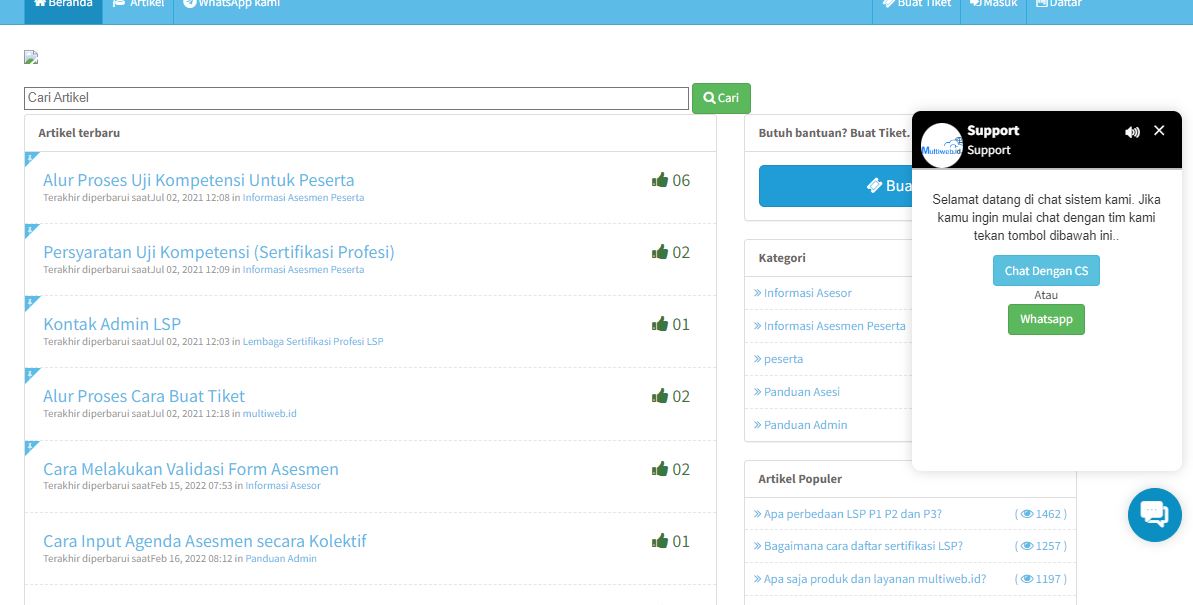 Beranda
Artikel
WhatsApp kami
Buat Tiket
Masuk
Daftar
Cari Artikel
Cari
Artikel terbaru
Alur Proses Uji Kompetensi Untuk Peserta
06
Terakhir diperbarui saatJul 02, 2021 12:08 in Informasi Asesmen Peserta
Persyaratan Uji Kompetensi (Sertifikasi Profesi)
02
Terakhir diperbarui saatJul 02, 2021 12:09 in Informasi Asesmen Peserta
Kontak Admin LSP
01
Terakhir diperbarui saatJul 02, 2021 12:03 in Lembaga Sertifikasi Profesi LSP
Alur Proses Cara Buat Tiket
02
Terakhir diperbarui saatJul 02, 2021 12:18 in multiweb.id
Cara Melakukan Validasi Form Asesmen
02
Terakhir diperbarui saatFeb 15, 2022 07:53 in Informasi Asesor
Cara Input Agenda Asesmen secara Kolektif
01
Terakhir diperbarui saatFeb 16, 2022 08:12 in Panduan Admin
Butuh bantuan? Buat Tiket.
Bua
Kategori
» Informasi Asesor
» Informasi Asesmen Peserta
» peserta
» Panduan Asesi
» Panduan Admin
Artikel Populer
» Apa perbedaan LSP P1 P2 dan P3? ( 1462 )
» Bagaimana cara daftar sertifikasi LSP? ( 1257 )
» Apa saja produk dan layanan multiweb.id? ( 1197 )
Multiweb.id
Support
Support
Selamat datang di chat sistem kami. Jika
kamu ingin mulai chat dengan tim kami
tekan tombol dibawah ini..
Chat Dengan CS
Atau
Whatsapp